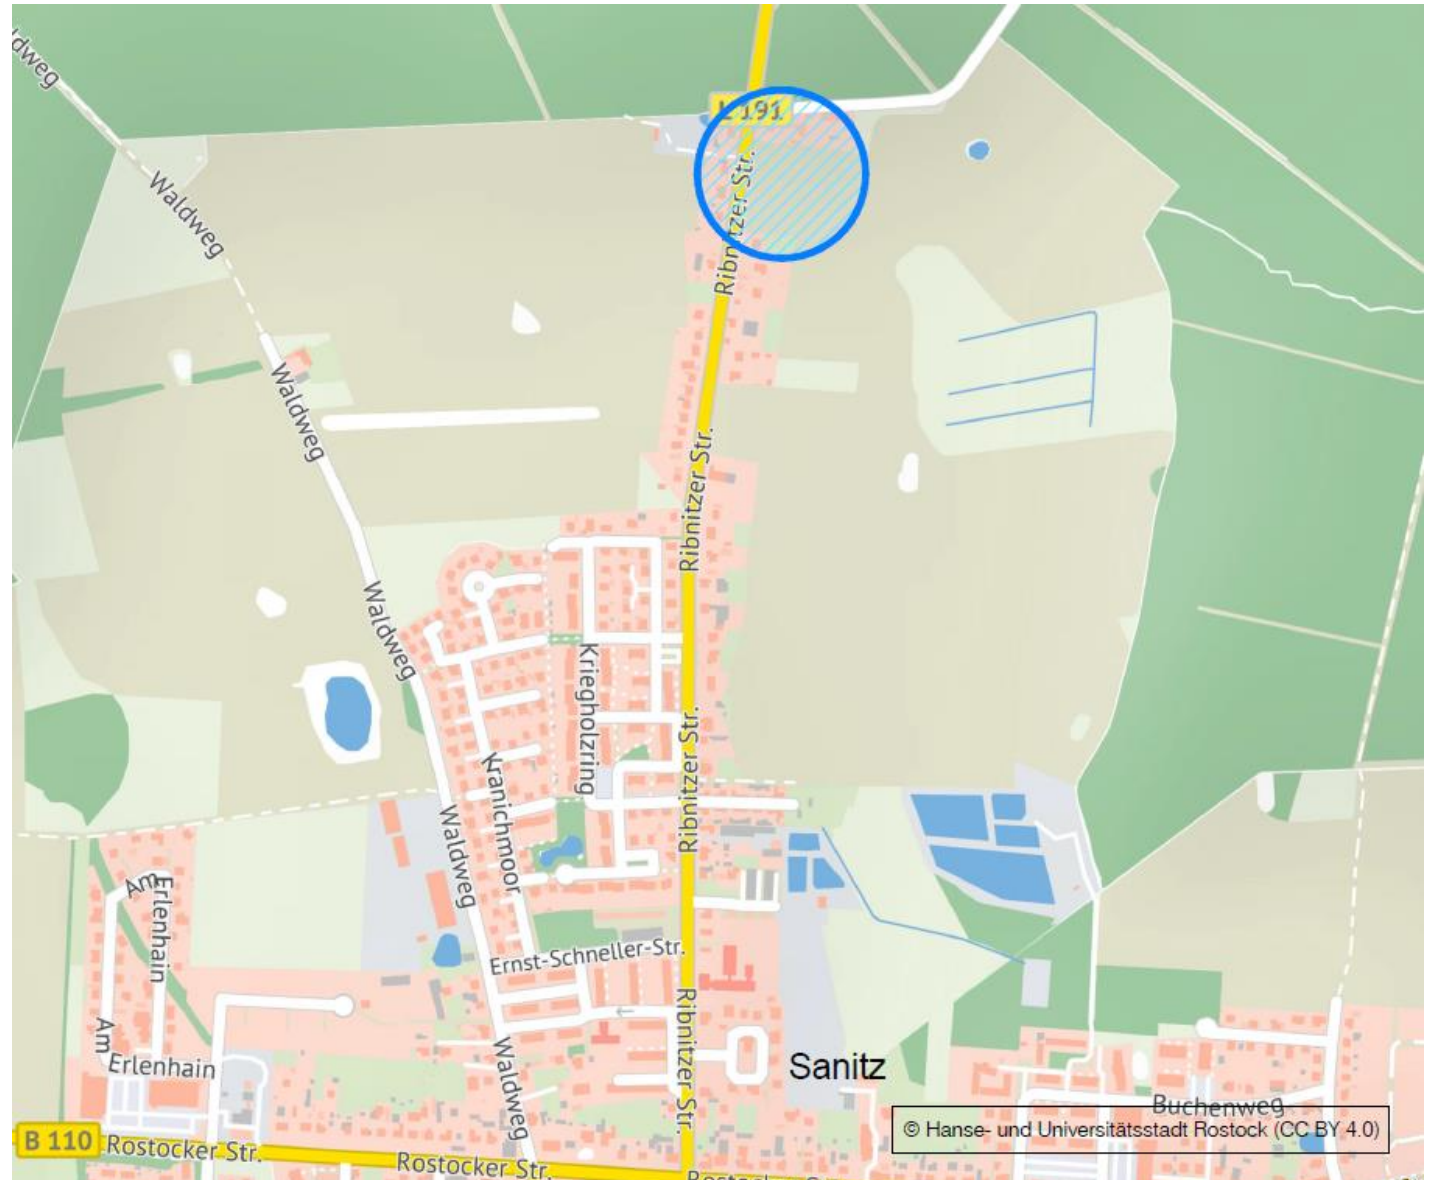 ldweg
L 191
Waldweg
Ribnitzer Str.
Waldweg
Ribnitzer Str.
Waldweg
Krieghholzring
Ribnitzer Str.
Kranichmoor
Waldweg
Am
Erlenhain
Ernst-Schneller-Str.
Ribnitzer Str.
Am
Erlenhain
Waldweg
Sanitz
Buchenweg
© Hanse- und Universitätsstadt Rostock (CC BY 4.0)
B 110
Rostocker Str.
Rostocker Str.